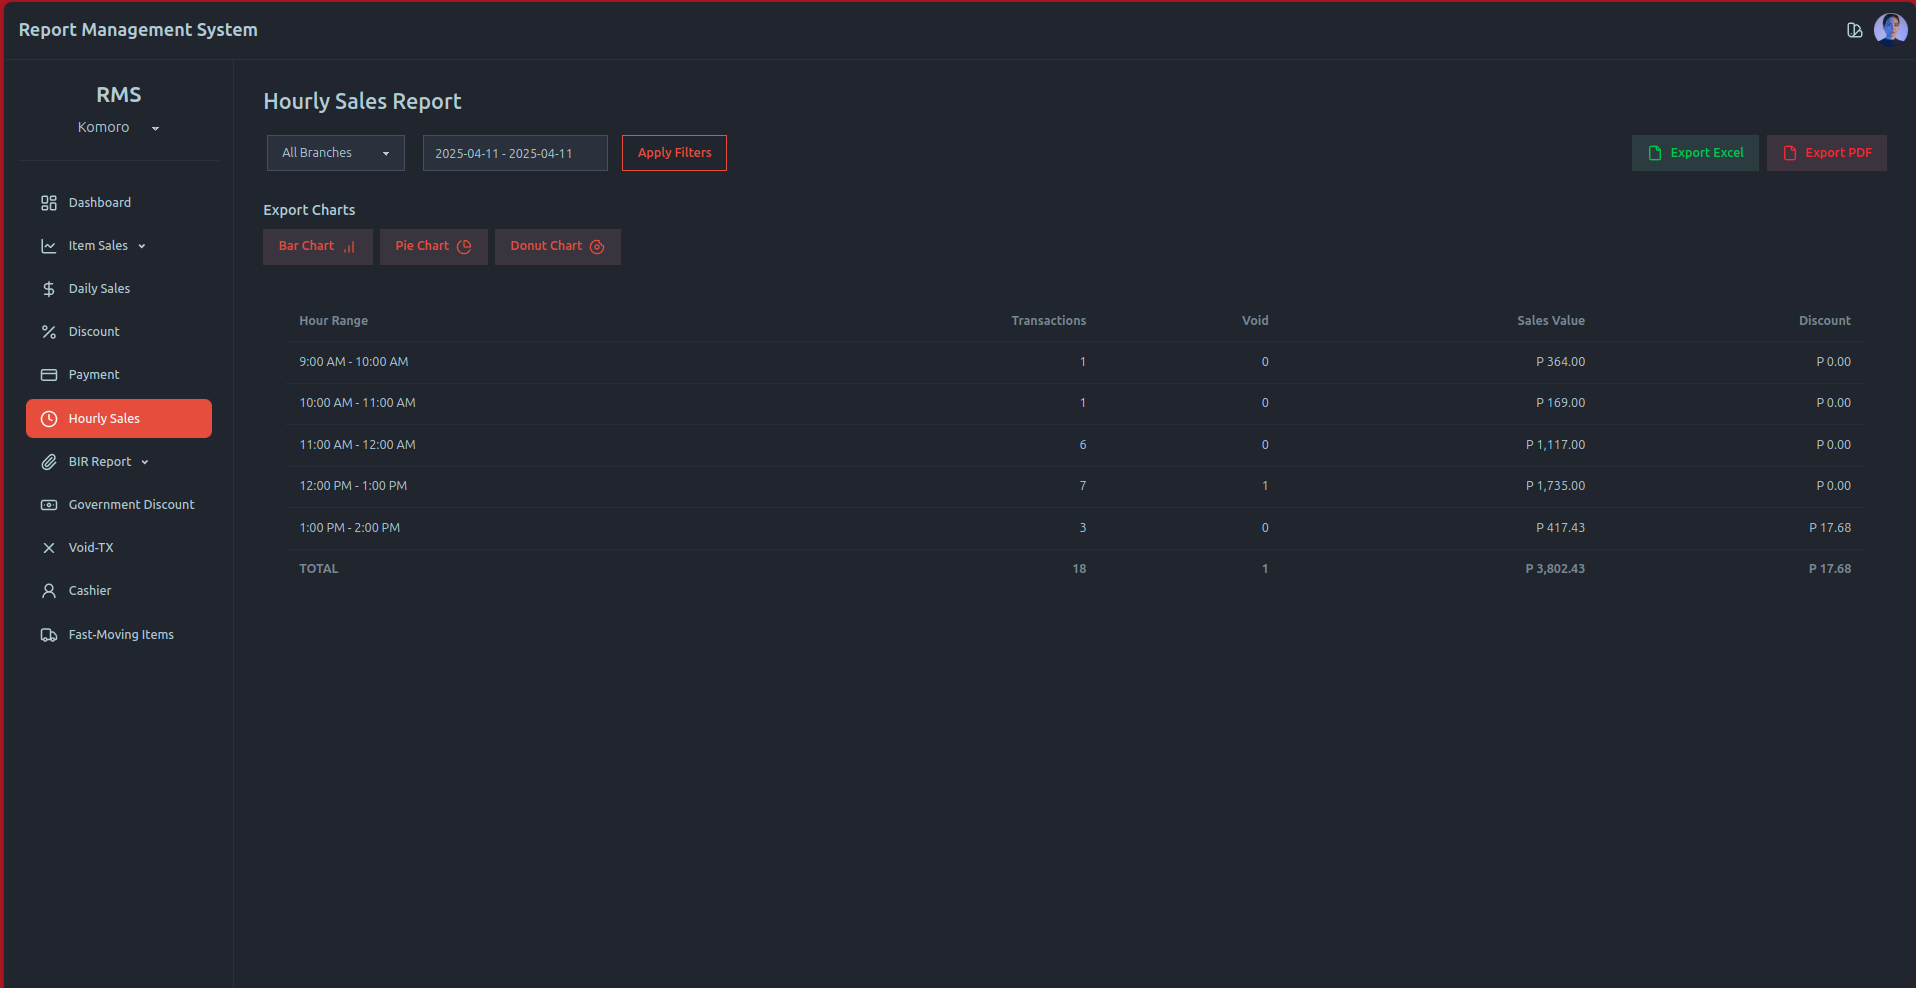 Report Management System
RMS
Komoro
Dashboard
Item Sales
Daily Sales
Discount
Payment
Hourly Sales
BIR Report
Government Discount
Void-TX
Cashier
Fast-Moving Items
Hourly Sales Report
All Branches 2025-04-11 - 2025-04-11 Apply Filters Export Excel Export PDF
Export Charts
Bar Chart Pie Chart Donut Chart
Hour Range Transactions Void Sales Value Discount
9:00 AM - 10:00 AM 1 0 P 364.00 P 0.00
10:00 AM - 11:00 AM 1 0 P 169.00 P 0.00
11:00 AM - 12:00 AM 6 0 P 1,117.00 P 0.00
12:00 PM - 1:00 PM 7 1 P 1,735.00 P 0.00
1:00 PM - 2:00 PM 3 0 P 417.43 P 17.68
TOTAL 18 1 P 3,802.43 P 17.68